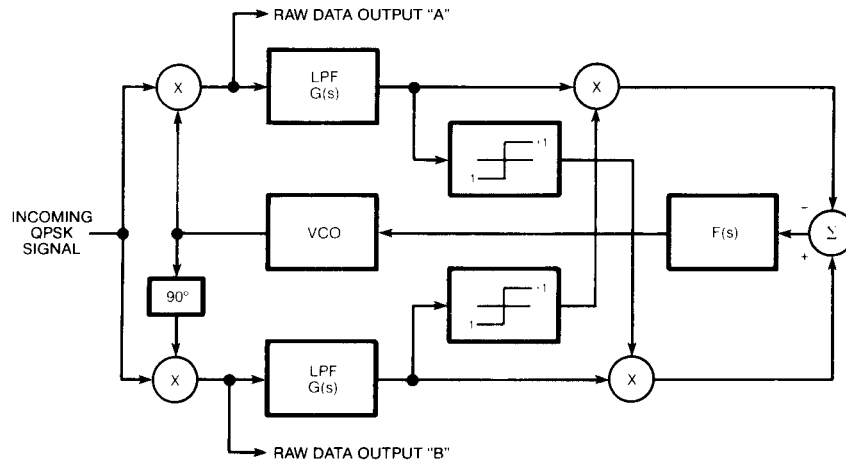 RAW DATA OUTPUT "A"
LPF
G(s)
X
X
+1
1
INCOMING
QPSK
SIGNAL
VCO
F(s)
−
Σ
+
90°
+1
1
X
LPF
G(s)
X
RAW DATA OUTPUT "B"